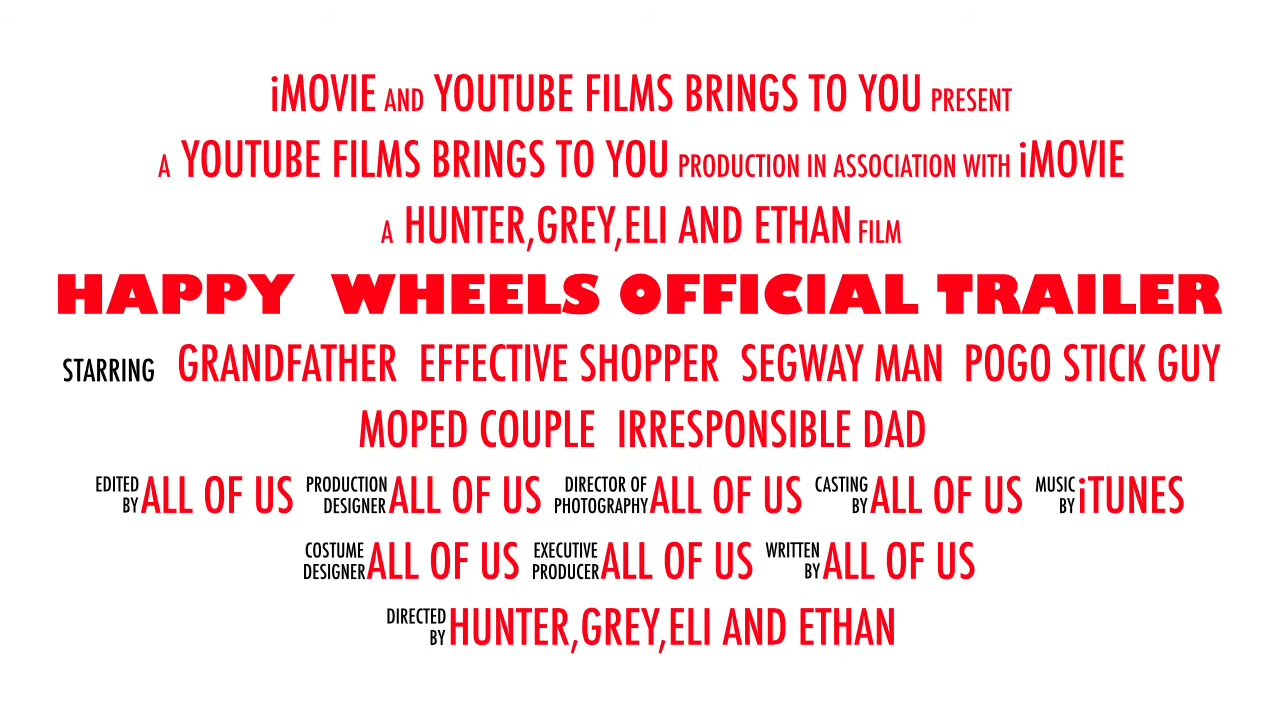 iMOVIE AND YOUTUBE FILMS BRINGS TO YOU PRESENT
A YOUTUBE FILMS BRINGS TO YOU PRODUCTION IN ASSOCIATION WITH iMOVIE
A HUNTER,GREY,ELI AND ETHAN FILM
HAPPY WHEELS OFFICIAL TRAILER
STARRING GRANDFATHER EFFECTIVE SHOPPER SEGWAY MAN POGO STICK GUY
MOPED COUPLE IRRESPONSIBLE DAD
EDITED BY ALL OF US PRODUCTION DESIGNER ALL OF US DIRECTOR OF PHOTOGRAPHY ALL OF US CASTING BY ALL OF US MUSIC BY iTUNES
COSTUME DESIGNER ALL OF US EXECUTIVE PRODUCER ALL OF US WRITTEN BY ALL OF US
DIRECTED BY HUNTER,GREY,ELI AND ETHAN